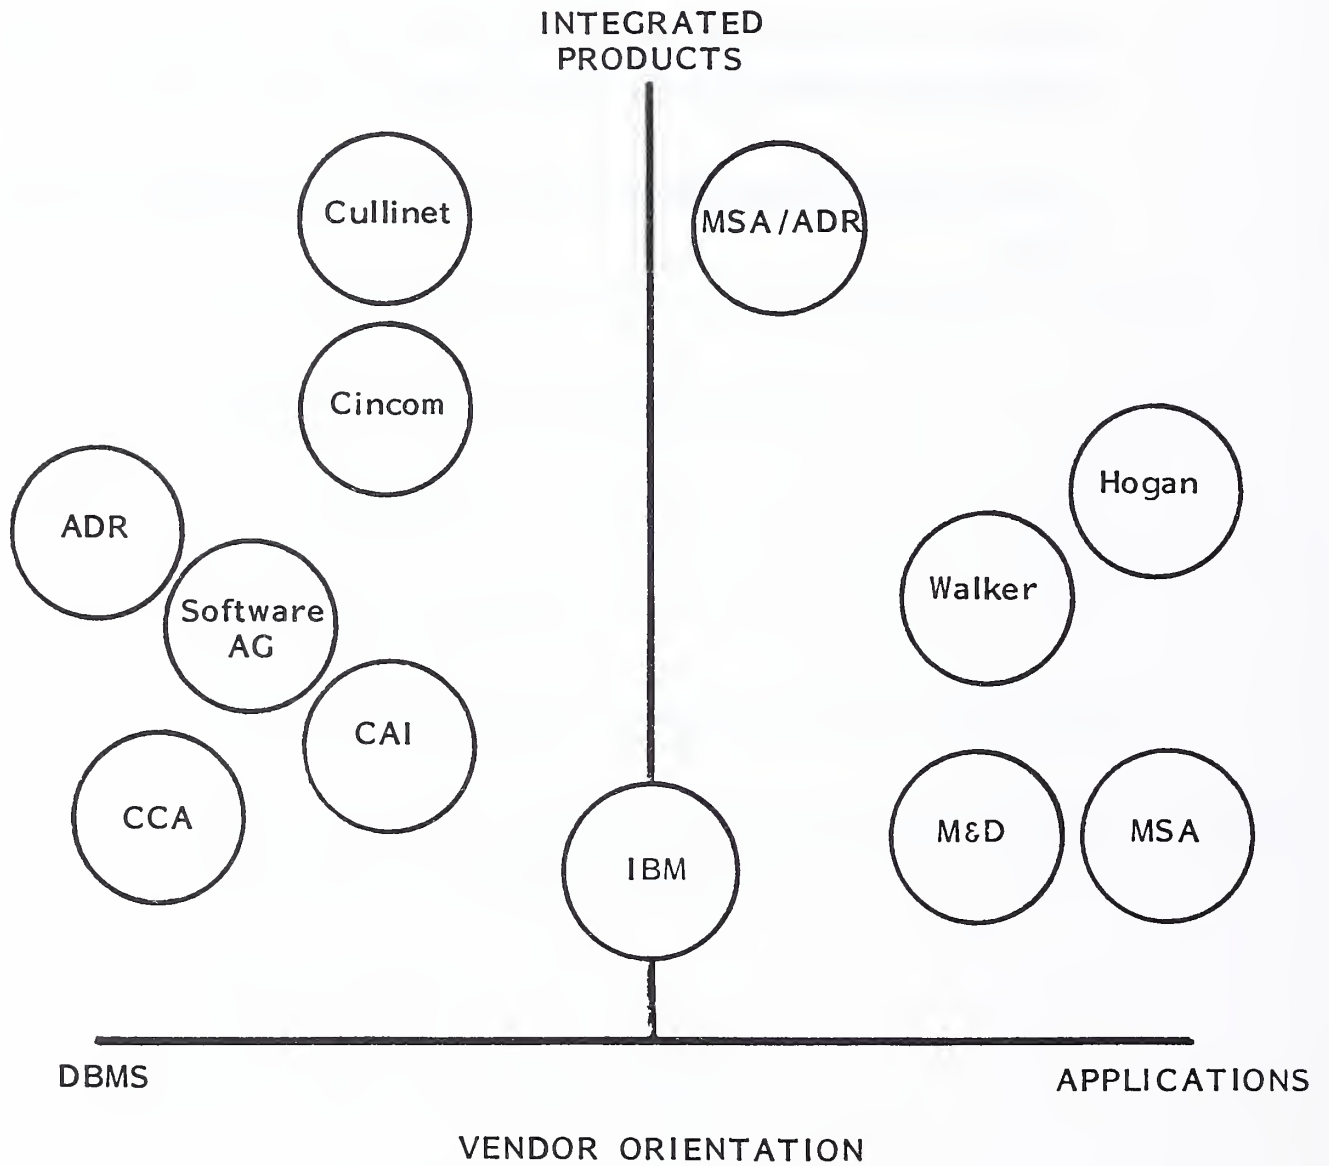 INTEGRATED
PRODUCTS
Cullinet
MSA/ADR
Cincom
Hogan
ADR
Walker
Software
AG
CAI
CCA
M&D
MSA
IBM
DBMS
APPLICATIONS
VENDOR ORIENTATION